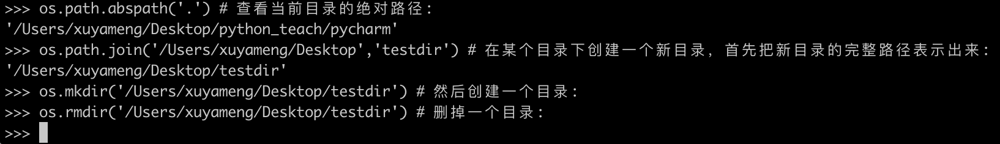 >>> os.path.abspath('.') # 查看当前目录的绝对路径：
'/Users/xuyameng/Desktop/python_teach/pycharm'
>>> os.path.join('/Users/xuyameng/Desktop','testdir') # 在某个目录下创建一个新目录，首先把新目录的完整路径表示出来：
'/Users/xuyameng/Desktop/testdir'
>>> os.mkdir('/Users/xuyameng/Desktop/testdir') # 然后创建一个目录：
>>> os.rmdir('/Users/xuyameng/Desktop/testdir') # 删掉一个目录：
>>>